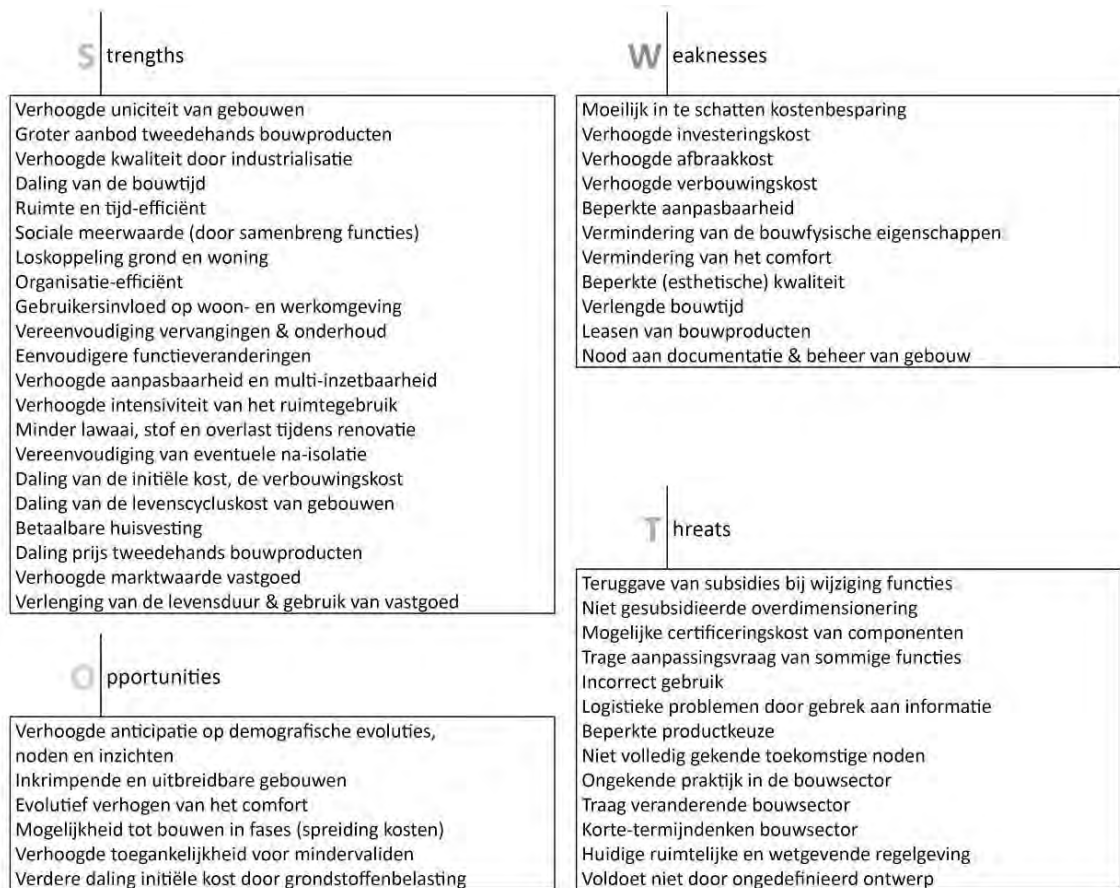 Strengths
Verhoogde uniciteit van gebouwen
Groter aanbod tweedehands bouwproducten
Verhoogde kwaliteit door industrialisatie
Daling van de bouwtijd
Ruimte en tijd-efficiënt
Sociale meerwaarde (door samenbreng functies)
Loskoppeling grond en woning
Organisatie-efficiënt
Gebruikersinvloed op woon- en werkomgeving
Vereenvoudiging vervangingen & onderhoud
Eenvoudigere functieveranderingen
Verhoogde aanpasbaarheid en multi-inzetbaarheid
Verhoogde intensiviteit van het ruimtegebruik
Minder lawaai, stof en overlast tijdens renovatie
Vereenvoudiging van eventuele na-isolatie
Daling van de initiële kost, de verbouwingskost
Daling van de levenscycluskost van gebouwen
Betaalbare huisvesting
Daling prijs tweedehands bouwproducten
Verhoogde marktwaarde vastgoed
Verlenging van de levensduur & gebruik van vastgoed
Weaknesses
Moeilijk in te schatten kostenbesparing
Verhoogde investeringskost
Verhoogde afbraakkost
Verhoogde verbouwingskost
Beperkte aanpasbaarheid
Vermindering van de bouwfysische eigenschappen
Vermindering van het comfort
Beperkte (esthetische) kwaliteit
Verlengde bouwtijd
Leasen van bouwproducten
Nood aan documentatie & beheer van gebouw
Opportunities
Verhoogde anticipatie op demografische evoluties,
noden en inzichten
Inkrimpende en uitbreidbare gebouwen
Evolutief verhogen van het comfort
Mogelijkheid tot bouwen in fases (spreiding kosten)
Verhoogde toegankelijkheid voor mindervaliden
Verdere daling initiële kost door grondstoffenbelasting
Threats
Teruggave van subsidies bij wijziging functies
Niet gesubsidieerde overdimensionering
Mogelijke certificeringskost van componenten
Trage aanpassingsvraag van sommige functies
Incorrect gebruik
Logistieke problemen door gebrek aan informatie
Beperkte productkeuze
Niet volledig gekende toekomstige noden
Ongekende praktijk in de bouwsector
Traag veranderende bouwsector
Korte-termijndenken bouwsector
Huidige ruimtelijke en wetgevende regelgeving
Voldoet niet door ongedefinieerd ontwerp